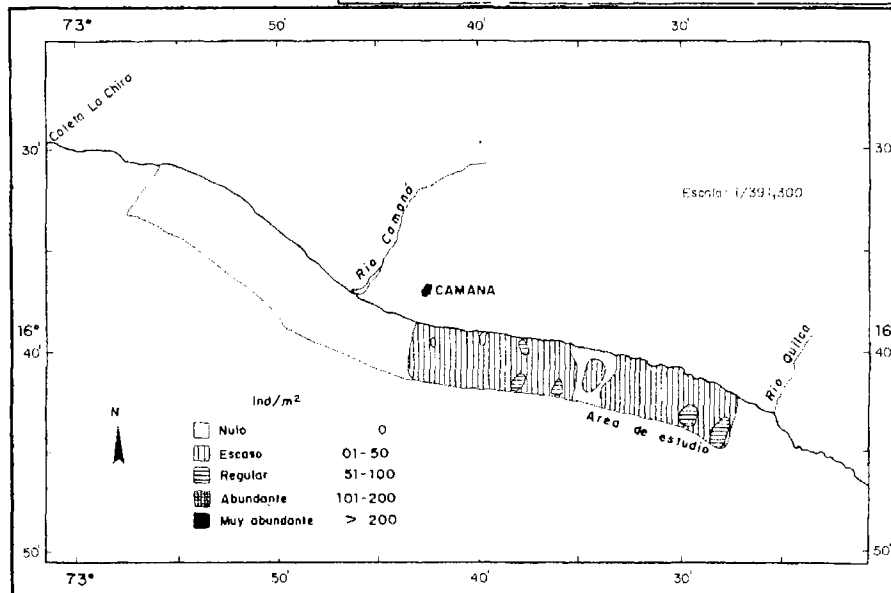 73° 50' 40' 30' 20'
Caleta La Chira
30' 30'
Escala: 1/391,300
Río Camaná
CAMANA
16° 16°
40' 40'
Río Quilca
Area de estudio
Ind/m²
N
Nulo 0
Escaso 01-50
Regular 51-100
Abundante 101-200
Muy abundante > 200
50' 50'
73° 50' 40' 30' 20'